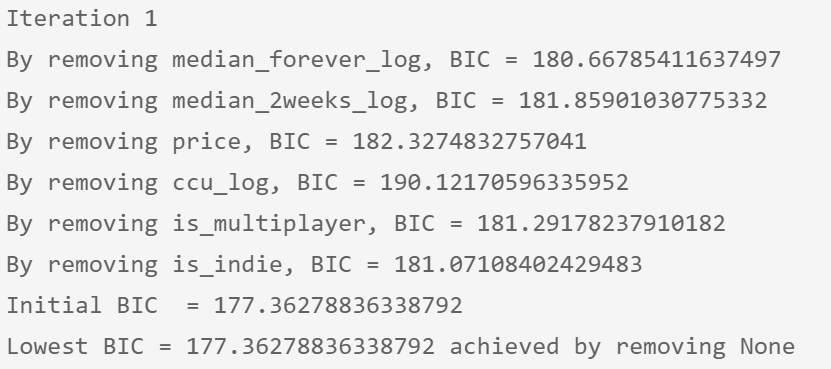 Iteration 1
By removing median_forever_log, BIC = 180.66785411637497
By removing median_2weeks_log, BIC = 181.85901030775332
By removing price, BIC = 182.3274832757041
By removing ccu_log, BIC = 190.12170596335952
By removing is_multiplayer, BIC = 181.29178237910182
By removing is_indie, BIC = 181.07108402429483
Initial BIC  = 177.36278836338792
Lowest BIC = 177.36278836338792 achieved by removing None